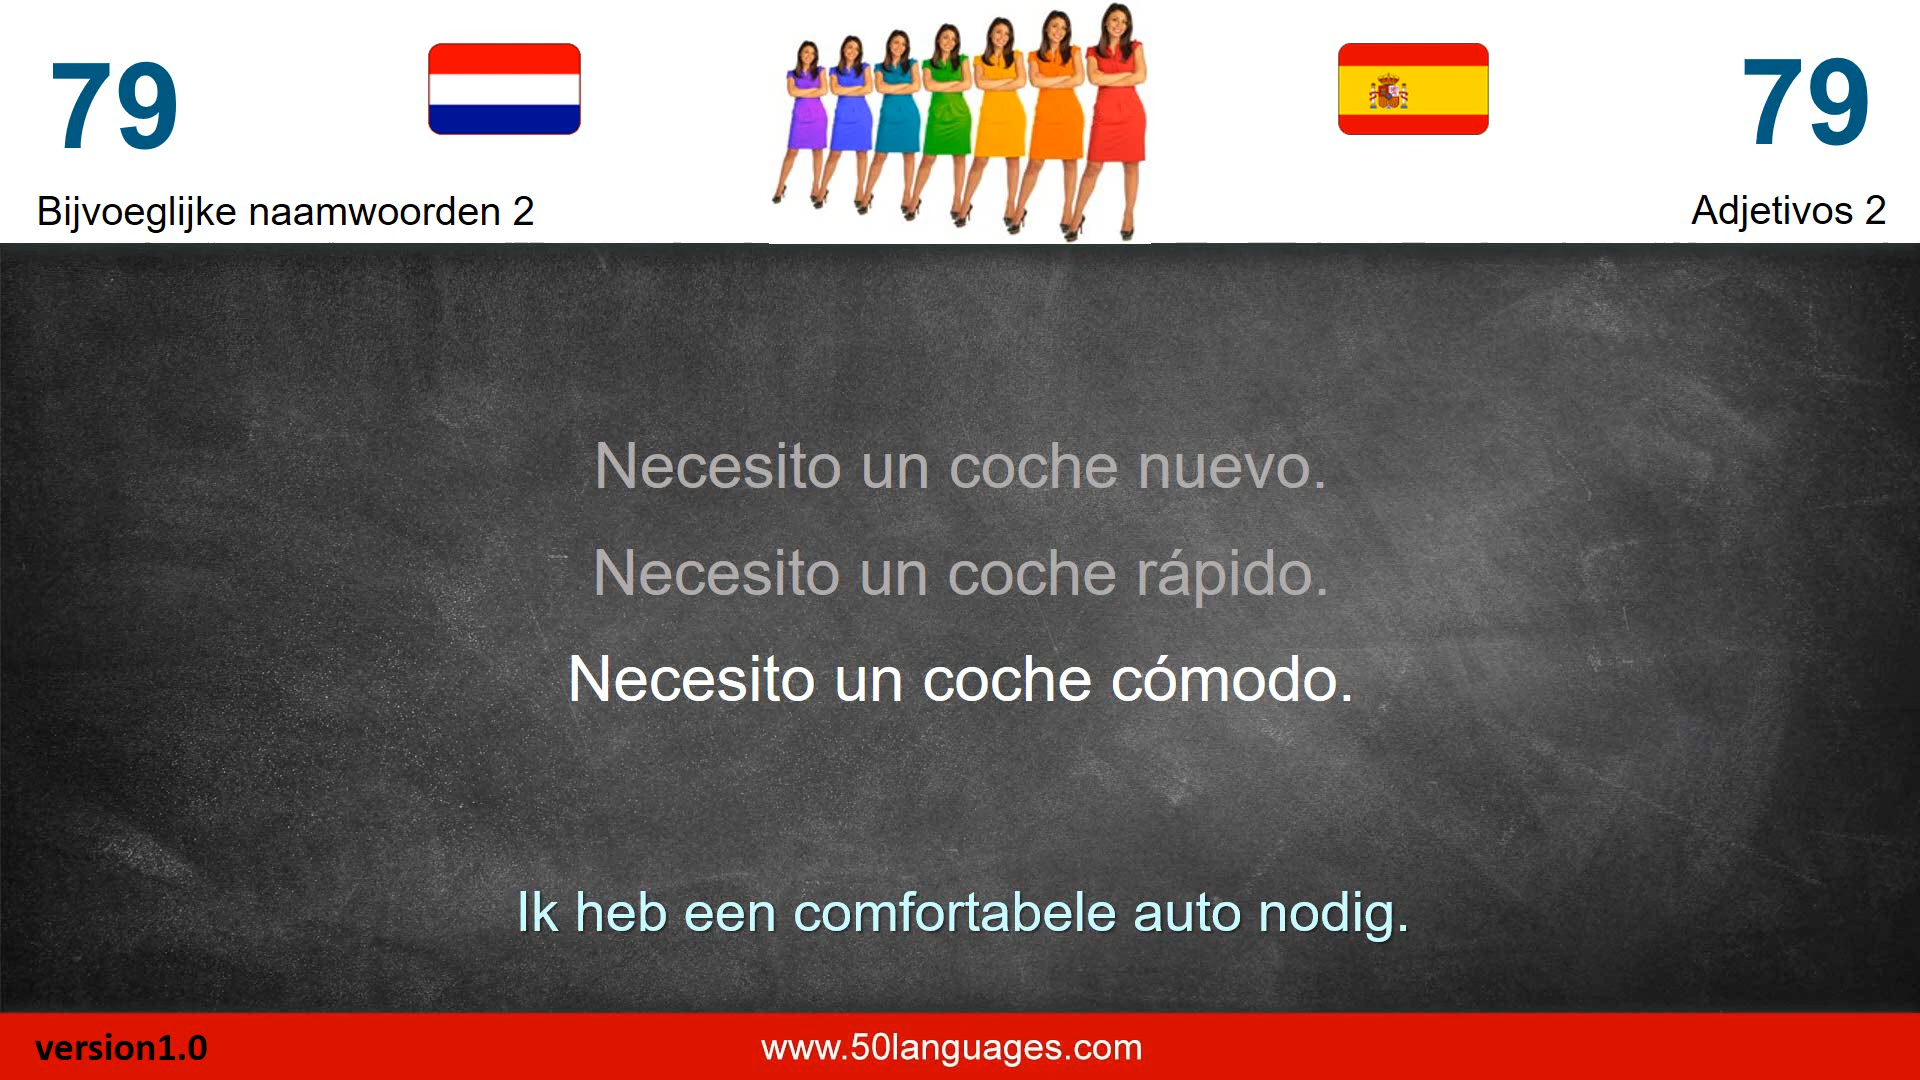 79
79
Bijvoeglijke naamwoorden 2
Adjetivos 2
Necesito un coche nuevo.
Necesito un coche rápido.
Necesito un coche cómodo.
Ik heb een comfortabele auto nodig.
version1.0
www.50languages.com